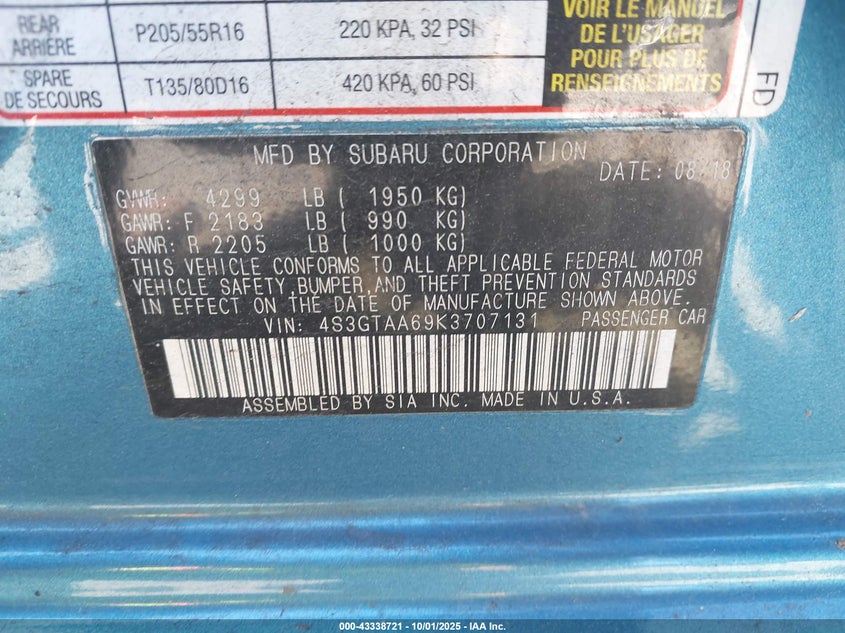 REAR
ARRIÈRE
P205/55R16
220 KPA, 32 PSI
SPARE
DE SECOURS
T135/80D16
420 KPA, 60 PSI
VOIR LE MANUEL
DE L'USAGER
POUR PLUS DE
RENSEIGNEMENTS
FD
MFD BY SUBARU CORPORATION
DATE: 08/18
GVWR: 4299 LB ( 1950 KG)
GAWR: F 2183 LB ( 990 KG)
GAWR: R 2205 LB ( 1000 KG)
THIS VEHICLE CONFORMS TO ALL APPLICABLE FEDERAL MOTOR
VEHICLE SAFETY, BUMPER, AND THEFT PREVENTION STANDARDS
IN EFFECT ON THE DATE OF MANUFACTURE SHOWN ABOVE.
VIN: 4S3GTAA69K3707131 PASSENGER CAR
ASSEMBLED BY SIA INC. MADE IN U.S.A.
000-43338721 - 10/01/2025 - IAA Inc.